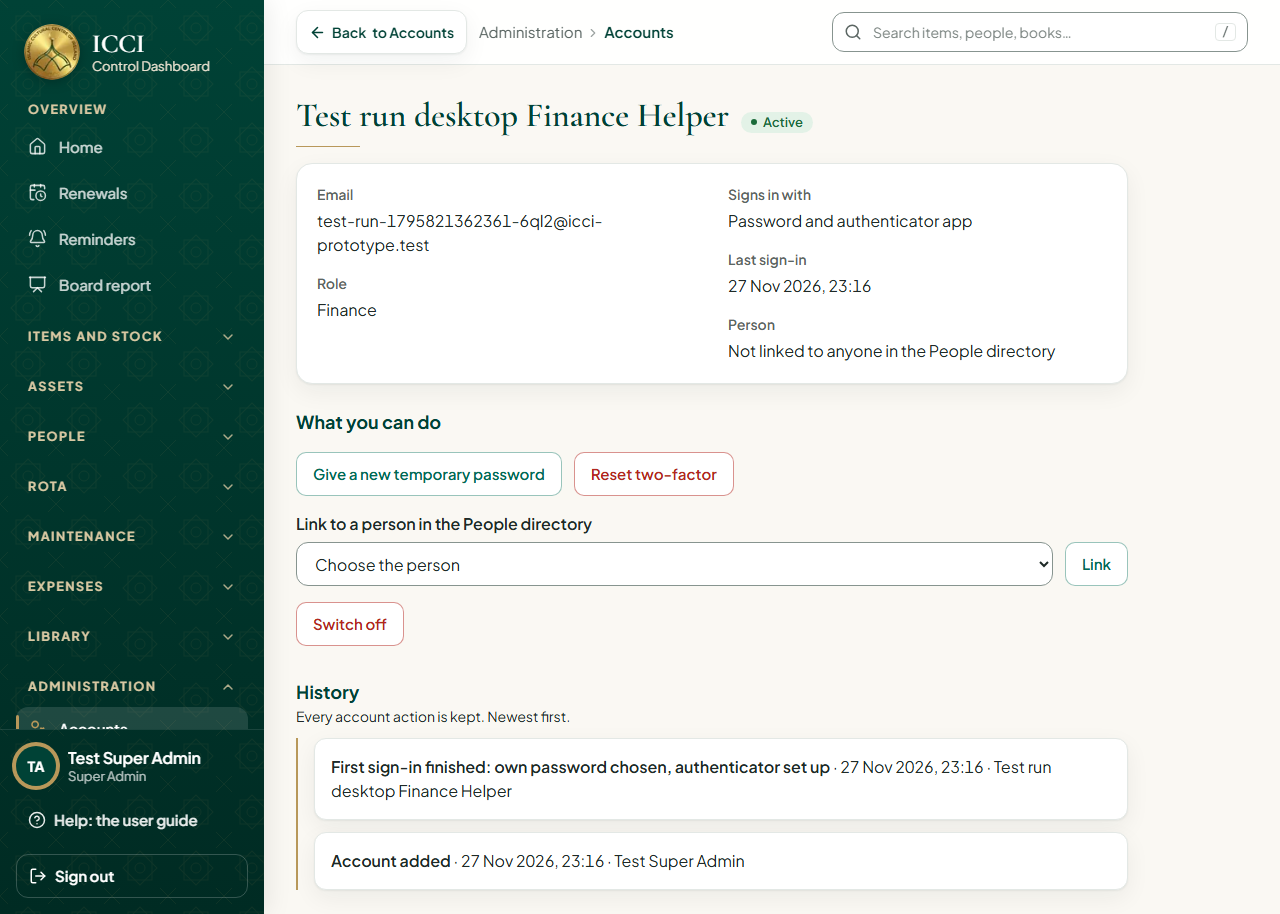 ICCI
Control Dashboard
OVERVIEW
Home
Renewals
Reminders
Board report
ITEMS AND STOCK
ASSETS
PEOPLE
ROTA
MAINTENANCE
EXPENSES
LIBRARY
ADMINISTRATION
Accounts
TA
Test Super Admin
Super Admin
Help: the user guide
Sign out
Back to Accounts
Administration › Accounts
Search items, people, books…
/
Test run desktop Finance Helper
Active
Email
test-run-1795821362361-6ql2@icci-
prototype.test
Role
Finance
Signs in with
Password and authenticator app
Last sign-in
27 Nov 2026, 23:16
Person
Not linked to anyone in the People directory
What you can do
Give a new temporary password
Reset two-factor
Link to a person in the People directory
Choose the person
Link
Switch off
History
Every account action is kept. Newest first.
First sign-in finished: own password chosen, authenticator set up · 27 Nov 2026, 23:16 · Test run
desktop Finance Helper
Account added · 27 Nov 2026, 23:16 · Test Super Admin